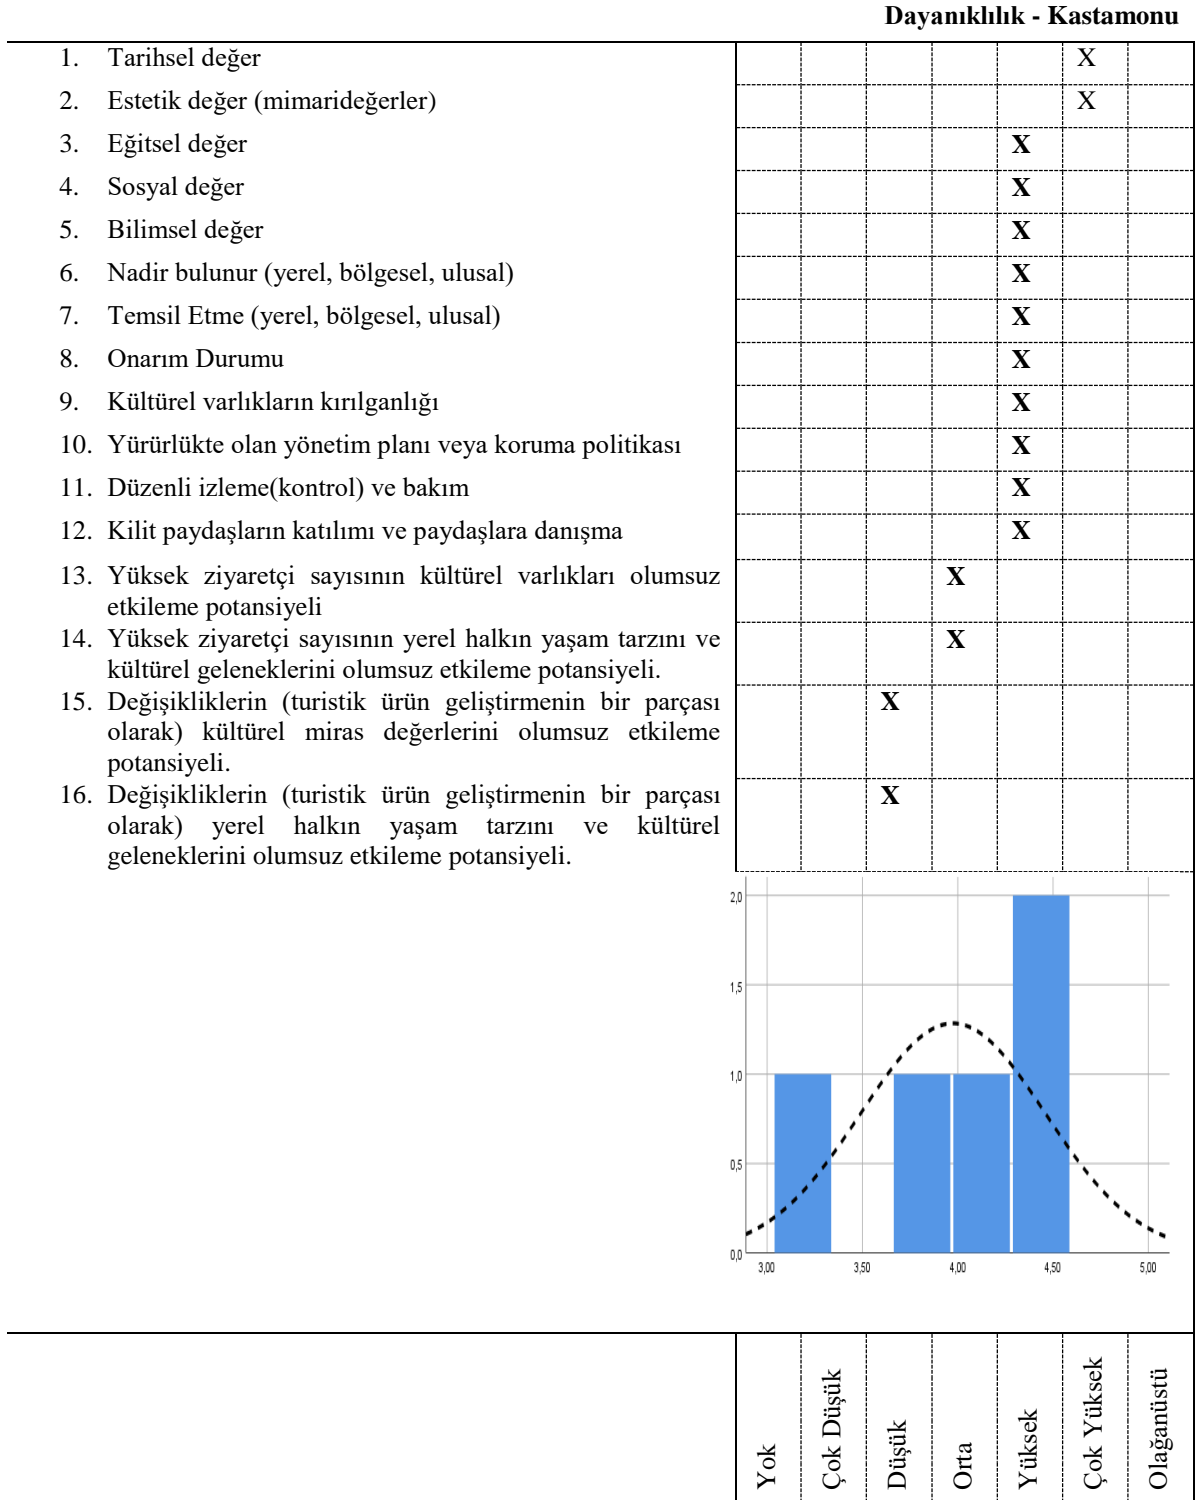 Dayanıklılık - Kastamonu
1. Tarihsel değer X
2. Estetik değer (mimarideğerler) X
3. Eğitsel değer X
4. Sosyal değer X
5. Bilimsel değer X
6. Nadir bulunur (yerel, bölgesel, ulusal) X
7. Temsil Etme (yerel, bölgesel, ulusal) X
8. Onarım Durumu X
9. Kültürel varlıkların kırılganlığı X
10. Yürürlükte olan yönetim planı veya koruma politikası X
11. Düzenli izleme(kontrol) ve bakım X
12. Kilit paydaşların katılımı ve paydaşlara danışma X
13. Yüksek ziyaretçi sayısının kültürel varlıkları olumsuz X
etkileme potansiyeli
14. Yüksek ziyaretçi sayısının yerel halkın yaşam tarzını ve X
kültürel geleneklerini olumsuz etkileme potansiyeli.
15. Değişikliklerin (turistik ürün geliştirmenin bir parçası X
olarak) kültürel miras değerlerini olumsuz etkileme
potansiyeli.
16. Değişikliklerin (turistik ürün geliştirmenin bir parçası X
olarak) yerel halkın yaşam tarzını ve kültürel
geleneklerini olumsuz etkileme potansiyeli.
2,0
1,5
1,0
0,5
0,0
3,00 3,50 4,00 4,50 5,00
Yok
Çok Düşük
Düşük
Orta
Yüksek
Çok Yüksek
Olağanüstü